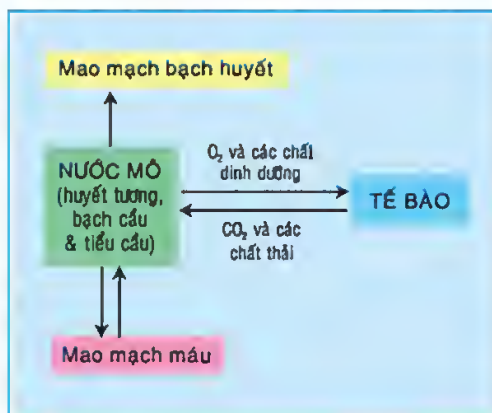 Mao mạch bạch huyết
NƯỚC MÔ
(huyết tương,
bạch cầu
& tiểu cầu)
O₂ và các chất
dinh dưỡng
CO₂ và các
chất thải
TẾ BÀO
Mao mạch máu